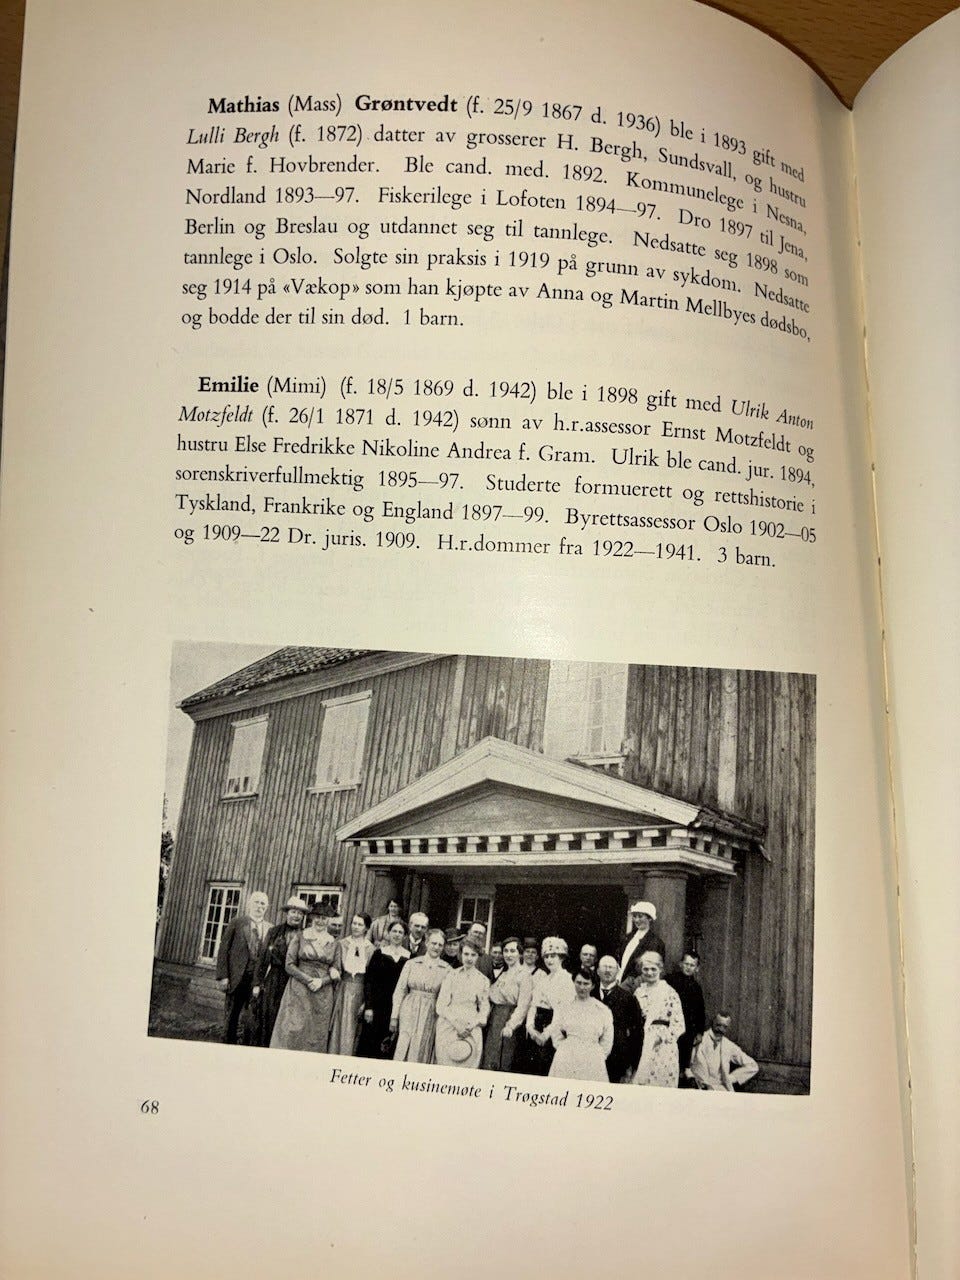 Mathias (Mass) Grøntvedt (f. 25/9 1867 d. 1936) ble i 1893 gift med
Lulli Bergh (f. 1872) datter av grosserer H. Bergh, Sundsvall, og hustru
Marie f. Hovbrender. Ble cand. med. 1892. Kommunelege i Nesna,
Nordland 1893—97. Fiskerilege i Lofoten 1894—97. Dro 1897 til Jena,
Berlin og Breslau og utdannet seg til tannlege. Nedsatte seg 1898 som
tannlege i Oslo. Solgte sin praksis i 1919 på grunn av sykdom. Nedsatte
seg 1914 på «Vækop» som han kjøpte av Anna og Martin Mellbyes dødsbo,
og bodde der til sin død. 1 barn.
Emilie (Mimi) (f. 18/5 1869 d. 1942) ble i 1898 gift med Ulrik Anton
Motzfeldt (f. 26/1 1871 d. 1942) sønn av h.r.assessor Ernst Motzfeldt og
hustru Else Fredrikke Nikoline Andrea f. Gram. Ulrik ble cand. jur. 1894,
sorenskriverfullmektig 1895—97. Studerte formuerett og rettshistorie i
Tyskland, Frankrike og England 1897—99. Byrettsassessor Oslo 1902—05
og 1909—22 Dr. juris. 1909. H.r.dommer fra 1922—1941. 3 barn.
Fetter og kusinemøte i Trøgstad 1922
68